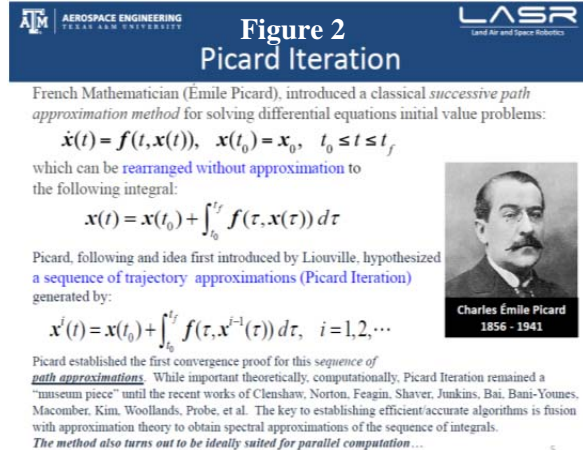 AEROSPACE ENGINEERING
TEXAS A&M UNIVERSITY
Figure 2
LASR
Land Air and Space Robotics
Picard Iteration
French Mathematician (Émile Picard), introduced a classical successive path
approximation method for solving differential equations initial value problems:
ẋ(t) = f(t, x(t)), x(t₀) = x₀, t₀ ≤ t ≤ t_f
which can be rearranged without approximation to
the following integral:
x(t) = x(t₀) + ∫_{t₀}^{t_f} f(τ, x(τ)) dτ
Picard, following and idea first introduced by Liouville, hypothesized
a sequence of trajectory approximations (Picard Iteration)
generated by:
xⁱ(t) = x(t₀) + ∫_{t₀}^{t_f} f(τ, xⁱ⁻¹(τ)) dτ, i = 1, 2, ⋯
Charles Émile Picard
1856 - 1941
Picard established the first convergence proof for this sequence of
path approximations. While important theoretically, computationally, Picard Iteration remained a
“museum piece” until the recent works of Clenshaw, Norton, Feagin, Shaver, Junkins, Bai, Bani-Younes,
Macomber, Kim, Woollands, Probe, et al. The key to establishing efficient/accurate algorithms is fusion
with approximation theory to obtain spectral approximations of the sequence of integrals.
The method also turns out to be ideally suited for parallel computation…
5